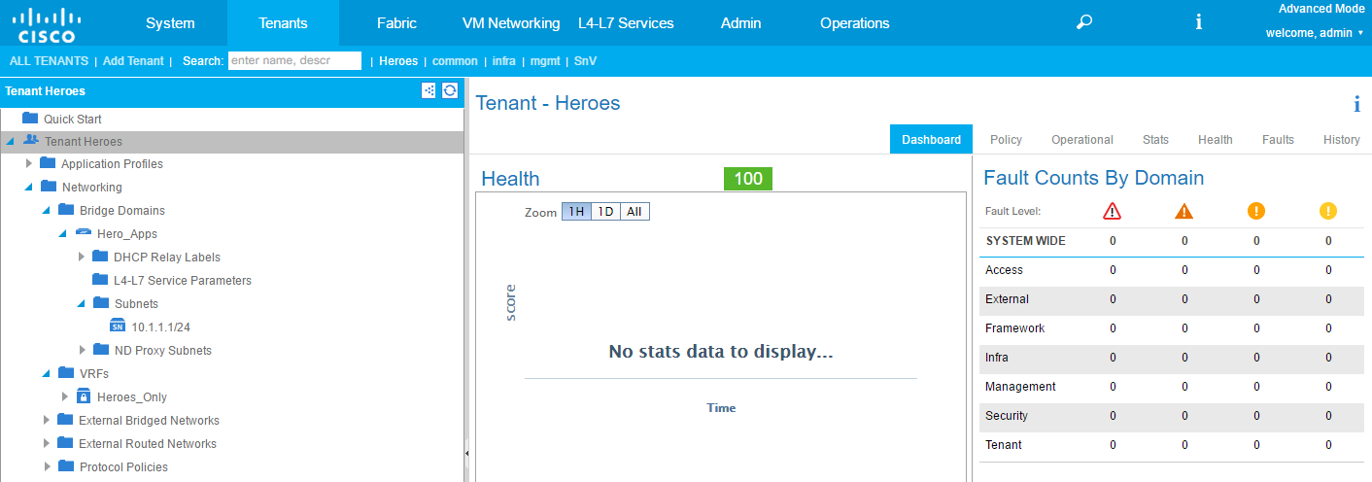 CISCO
System Tenants Fabric VM Networking L4-L7 Services Admin Operations
i
Advanced Mode
welcome, admin
ALL TENANTS | Add Tenant | Search: enter name, descr | Heroes | common | infra | mgmt | SnV
Tenant Heroes
Quick Start
Tenant Heroes
Application Profiles
Networking
Bridge Domains
Hero_Apps
DHCP Relay Labels
L4-L7 Service Parameters
Subnets
SN 10.1.1.1/24
ND Proxy Subnets
VRFs
Heroes_Only
External Bridged Networks
External Routed Networks
Protocol Policies
Tenant - Heroes
i
Dashboard Policy Operational Stats Health Faults History
Health 100
Zoom 1H 1D All
score
No stats data to display...
Time
Fault Counts By Domain
Fault Level:
SYSTEM WIDE 0 0 0 0
Access 0 0 0 0
External 0 0 0 0
Framework 0 0 0 0
Infra 0 0 0 0
Management 0 0 0 0
Security 0 0 0 0
Tenant 0 0 0 0